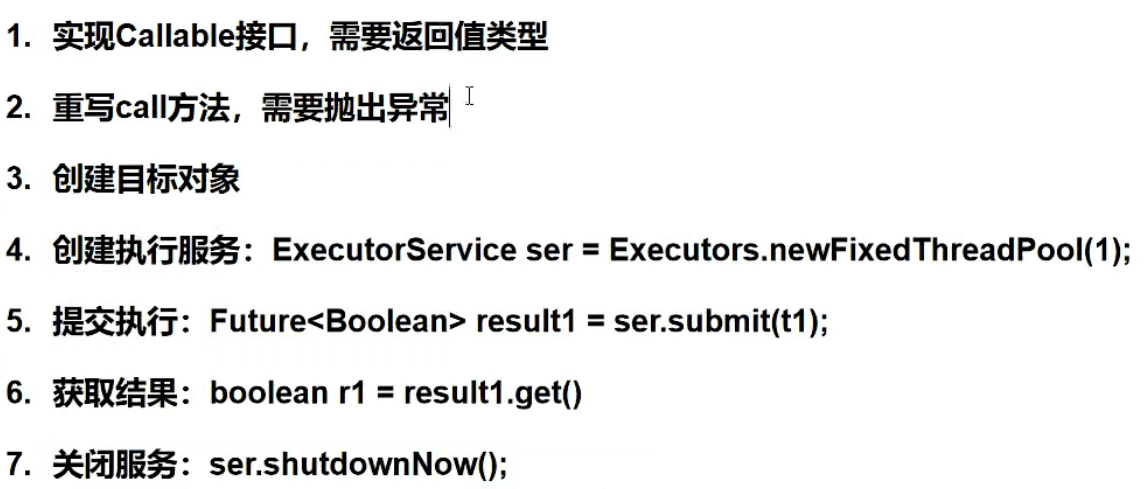 1. 实现Callable接口，需要返回值类型
2. 重写call方法，需要抛出异常
3. 创建目标对象
4. 创建执行服务：ExecutorService ser = Executors.newFixedThreadPool(1);
5. 提交执行：Future<Boolean> result1 = ser.submit(t1);
6. 获取结果：boolean r1 = result1.get()
7. 关闭服务：ser.shutdownNow();